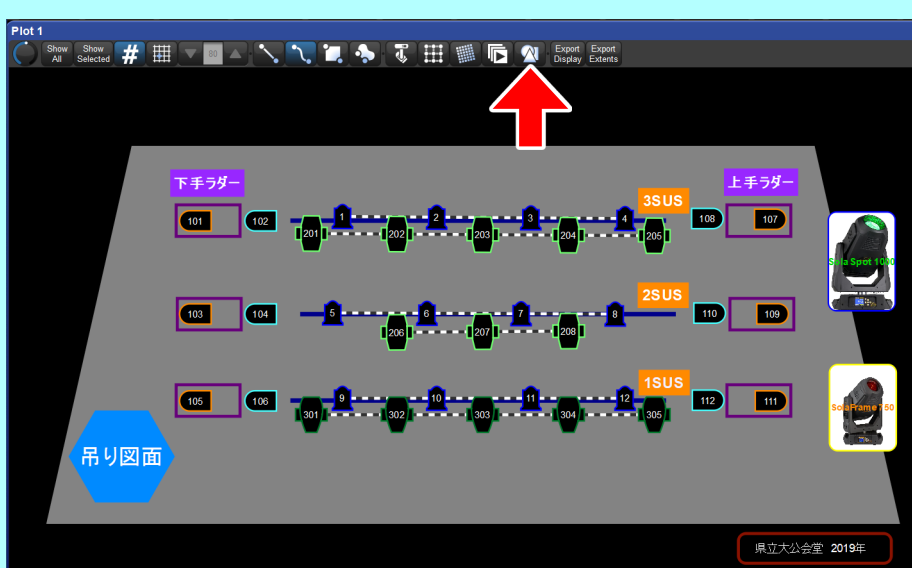 Plot 1
Show All
Show Selected
#
80
Export Display
Export Extents
下手ラダー
上手ラダー
3SUS
101 102 1 2 3 4 108 107
201 202 203 204 205
Sola Spot 1000
2SUS
103 104 5 6 7 8 110 109
206 207 208
1SUS
105 106 9 10 11 12 112 111
301 302 303 304 305
SolaFrame 750
吊り図面
県立大公会堂 2019年